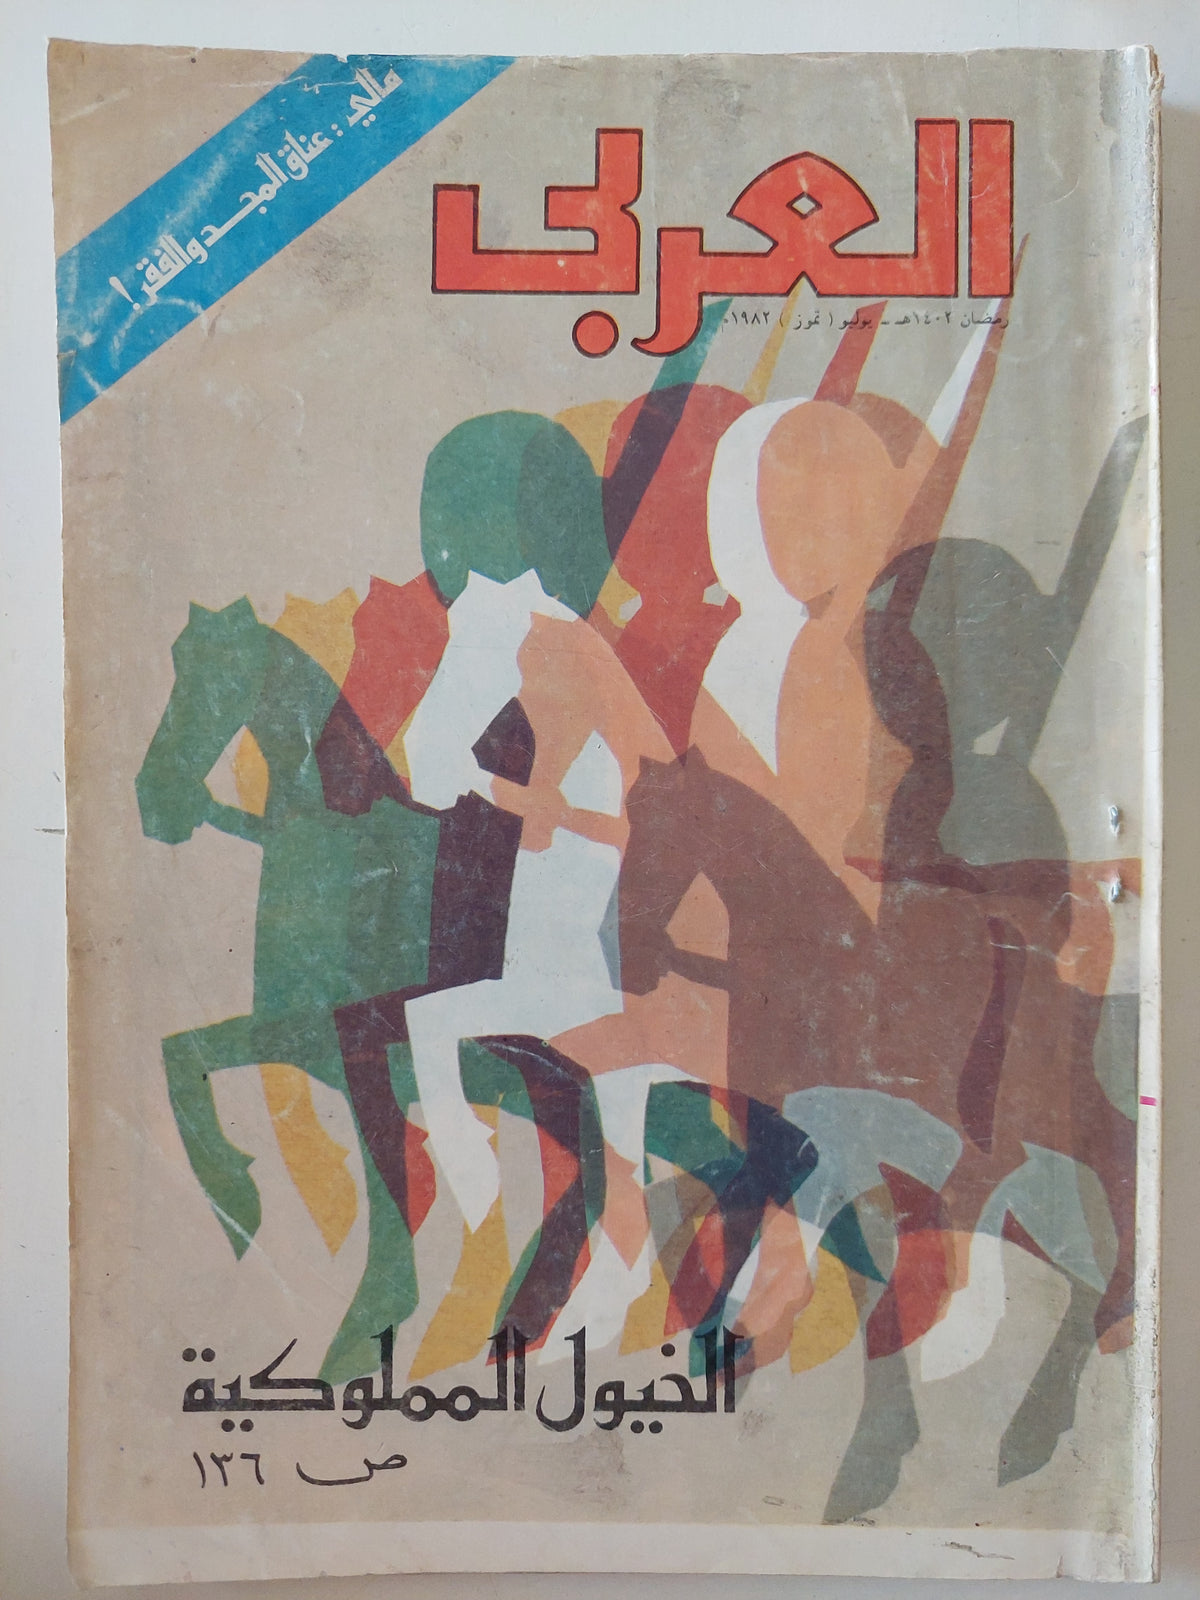 مالي : عناق المجد والفقر !
العربي
رمضان ١٤٠٢هـ - يوليو ( تموز ) ١٩٨٢م
الخيول المملوكية
ص ١٣٦